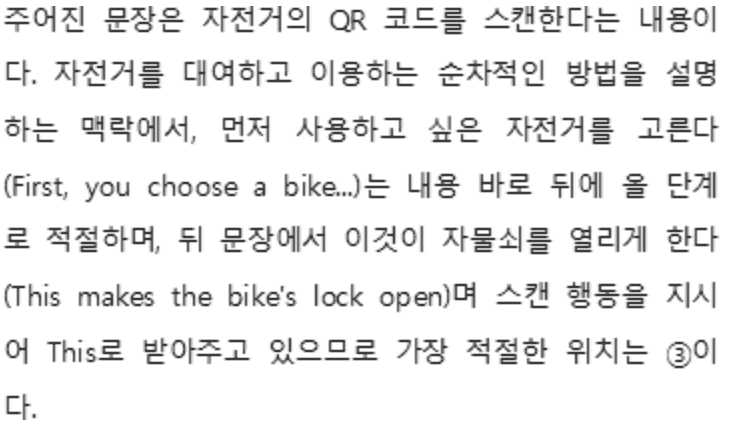 주어진 문장은 자전거의 QR 코드를 스캔한다는 내용이
다. 자전거를 대여하고 이용하는 순차적인 방법을 설명
하는 맥락에서, 먼저 사용하고 싶은 자전거를 고른다
(First, you choose a bike...)는 내용 바로 뒤에 올 단계
로 적절하며, 뒤 문장에서 이것이 자물쇠를 열리게 한다
(This makes the bike's lock open)며 스캔 행동을 지시
어 This로 받아주고 있으므로 가장 적절한 위치는 ③이
다.